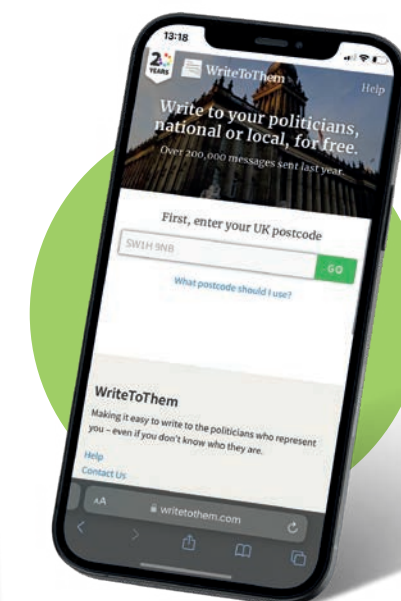 13:18
20
YEARS
WriteToThem
Help
Write to your politicians,
national or local, for free.
Over 200,000 messages sent last year.
First, enter your UK postcode
SW1H 9NB
GO
What postcode should I use?
WriteToThem
Making it easy to write to the politicians who represent
you – even if you don't know who they are.
Help
Contact Us
AA
writetothem.com